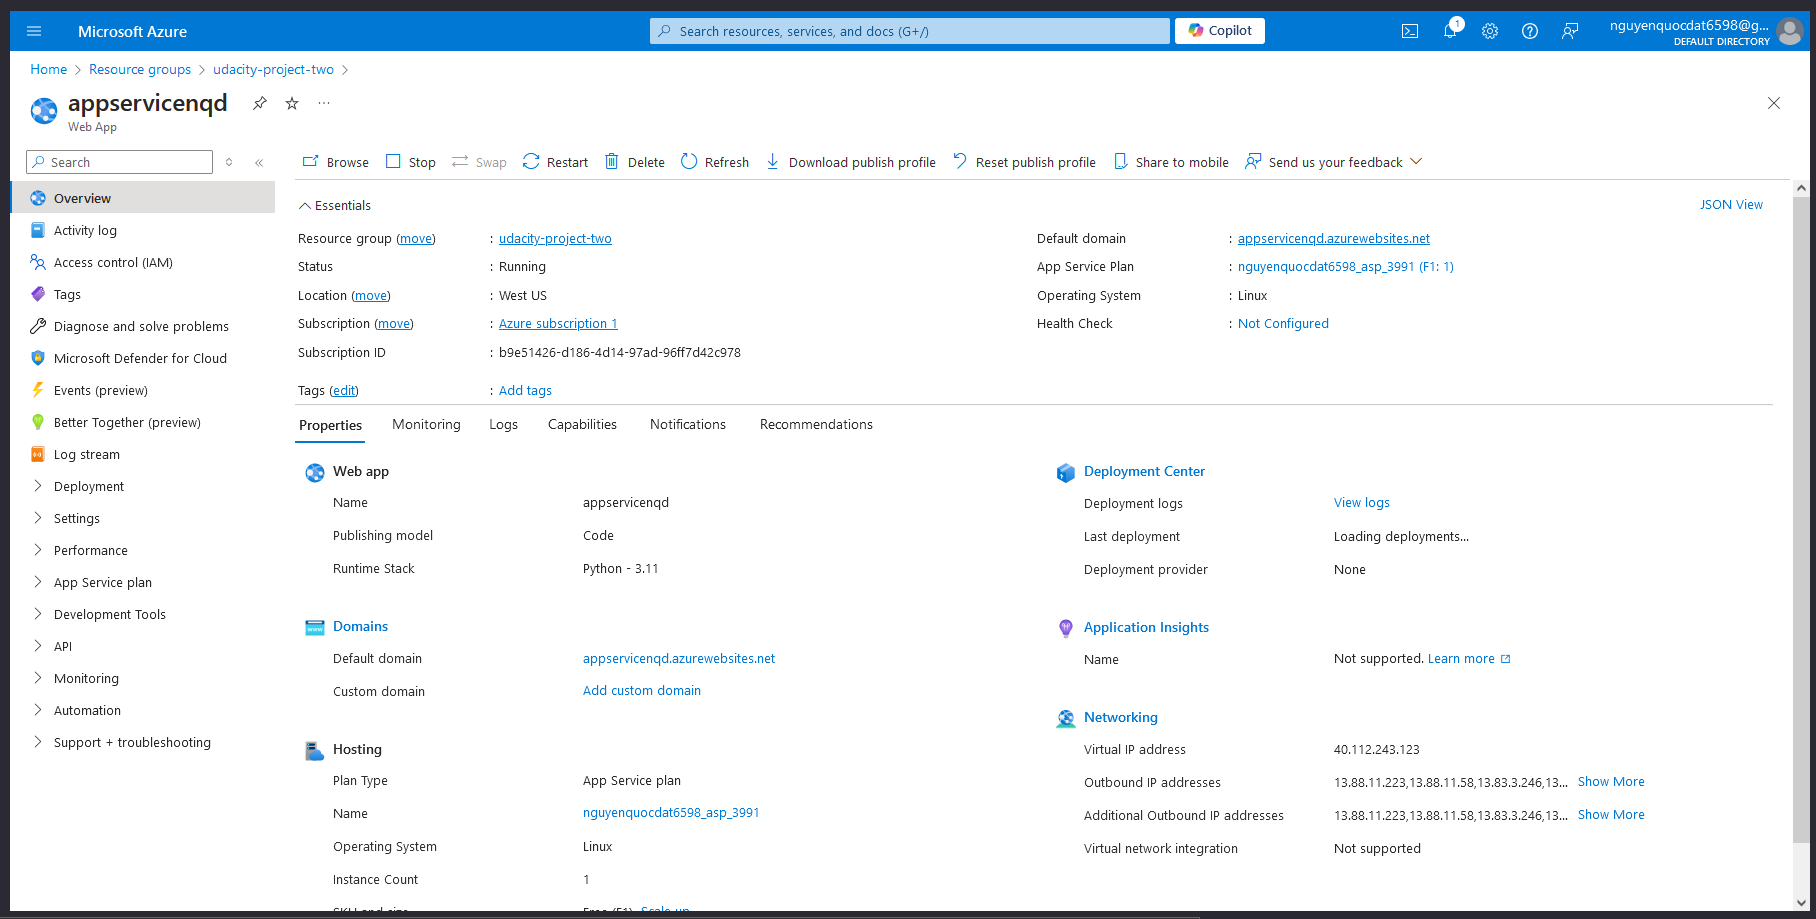 Microsoft Azure
Search resources, services, and docs (G+/)
Copilot
1
nguyenquocdat6598@g...
DEFAULT DIRECTORY
Home > Resource groups > udacity-project-two >
appservicenqd
Web App
Search
Browse Stop Swap Restart Delete Refresh Download publish profile Reset publish profile Share to mobile Send us your feedback
Overview
Activity log
Access control (IAM)
Tags
Diagnose and solve problems
Microsoft Defender for Cloud
Events (preview)
Better Together (preview)
Log stream
Deployment
Settings
Performance
App Service plan
Development Tools
API
Monitoring
Automation
Support + troubleshooting
Essentials
JSON View
Resource group (move) : udacity-project-two
Status : Running
Location (move) : West US
Subscription (move) : Azure subscription 1
Subscription ID : b9e51426-d186-4d14-97ad-96ff7d42c978
Tags (edit) : Add tags
Default domain : appservicenqd.azurewebsites.net
App Service Plan : nguyenquocdat6598_asp_3991 (F1: 1)
Operating System : Linux
Health Check : Not Configured
Properties Monitoring Logs Capabilities Notifications Recommendations
Web app
Name appservicenqd
Publishing model Code
Runtime Stack Python - 3.11
Domains
Default domain appservicenqd.azurewebsites.net
Custom domain Add custom domain
Hosting
Plan Type App Service plan
Name nguyenquocdat6598_asp_3991
Operating System Linux
Instance Count 1
SKU and size Free (F1) Scale up
Deployment Center
Deployment logs View logs
Last deployment Loading deployments...
Deployment provider None
Application Insights
Name Not supported. Learn more
Networking
Virtual IP address 40.112.243.123
Outbound IP addresses 13.88.11.223,13.88.11.58,13.83.3.246,13... Show More
Additional Outbound IP addresses 13.88.11.223,13.88.11.58,13.83.3.246,13... Show More
Virtual network integration Not supported